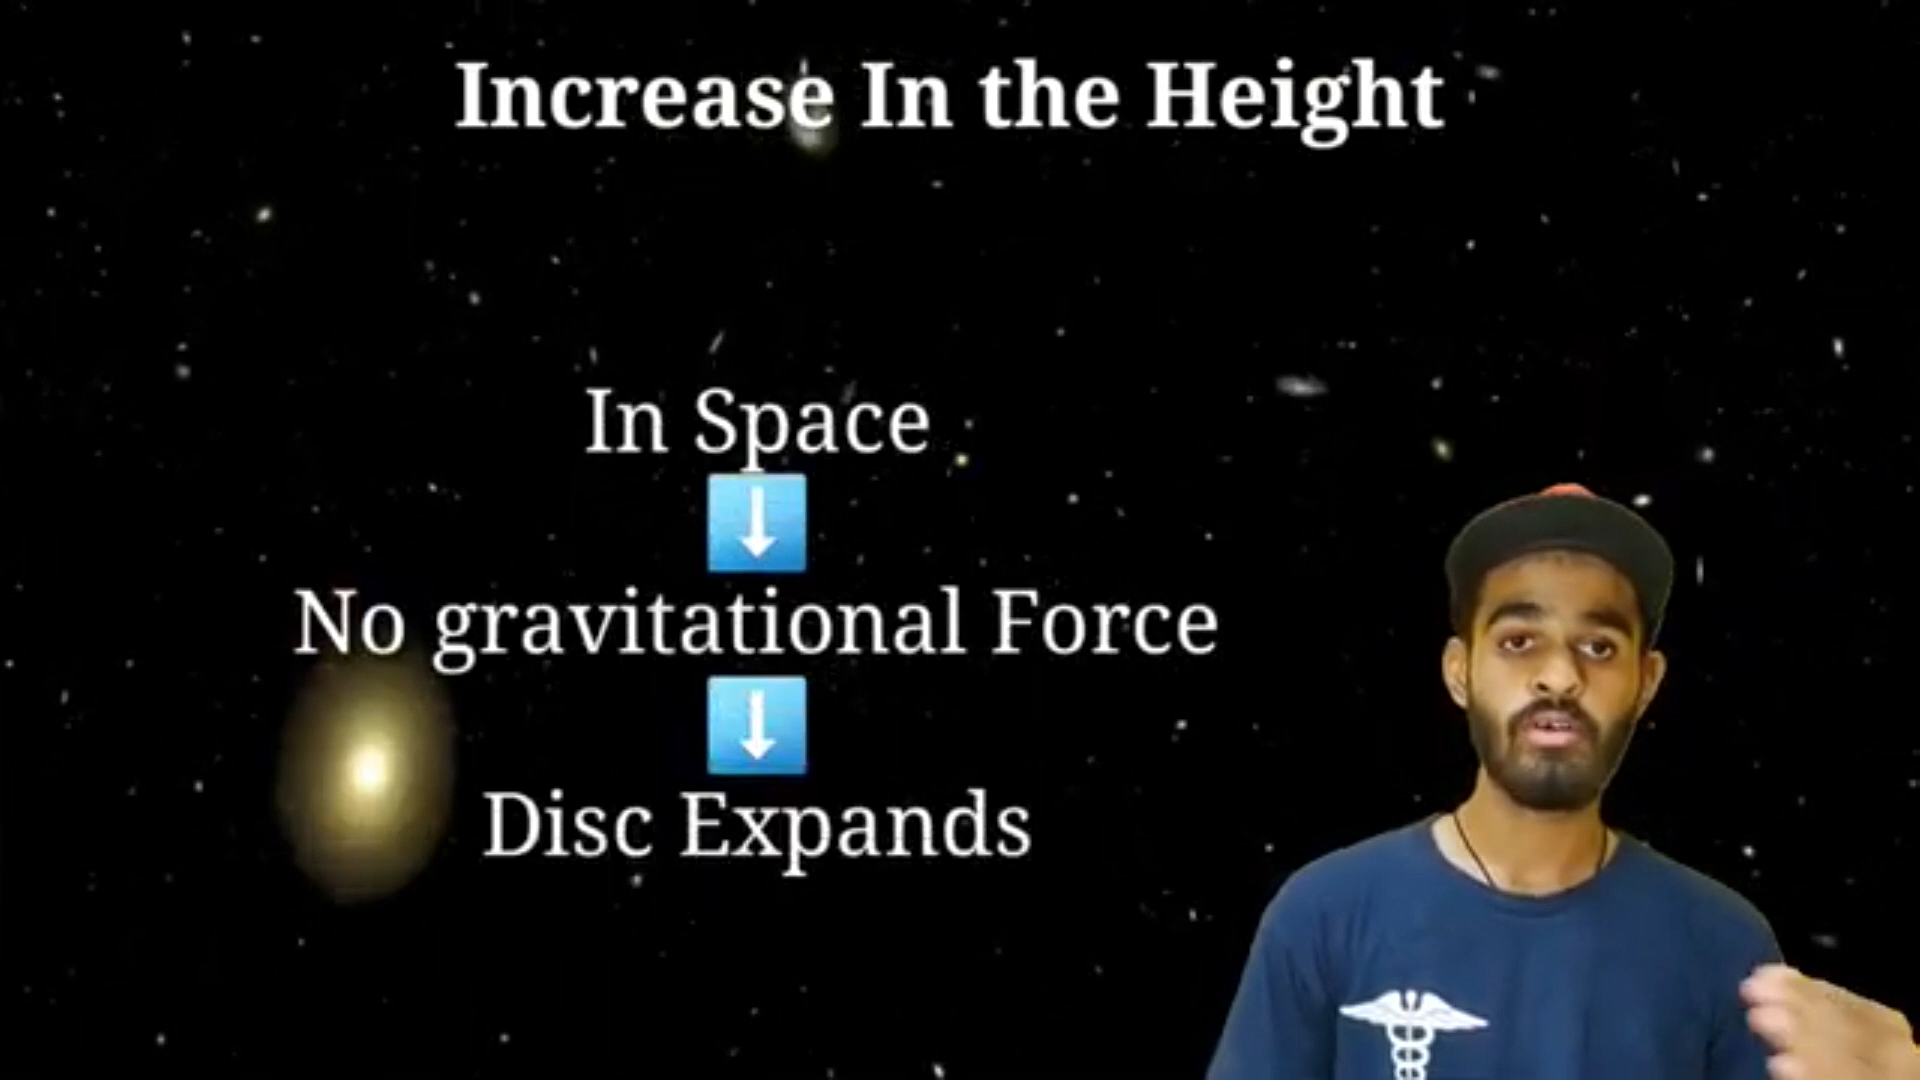 Increase In the Height
In Space
No gravitational Force
Disc Expands